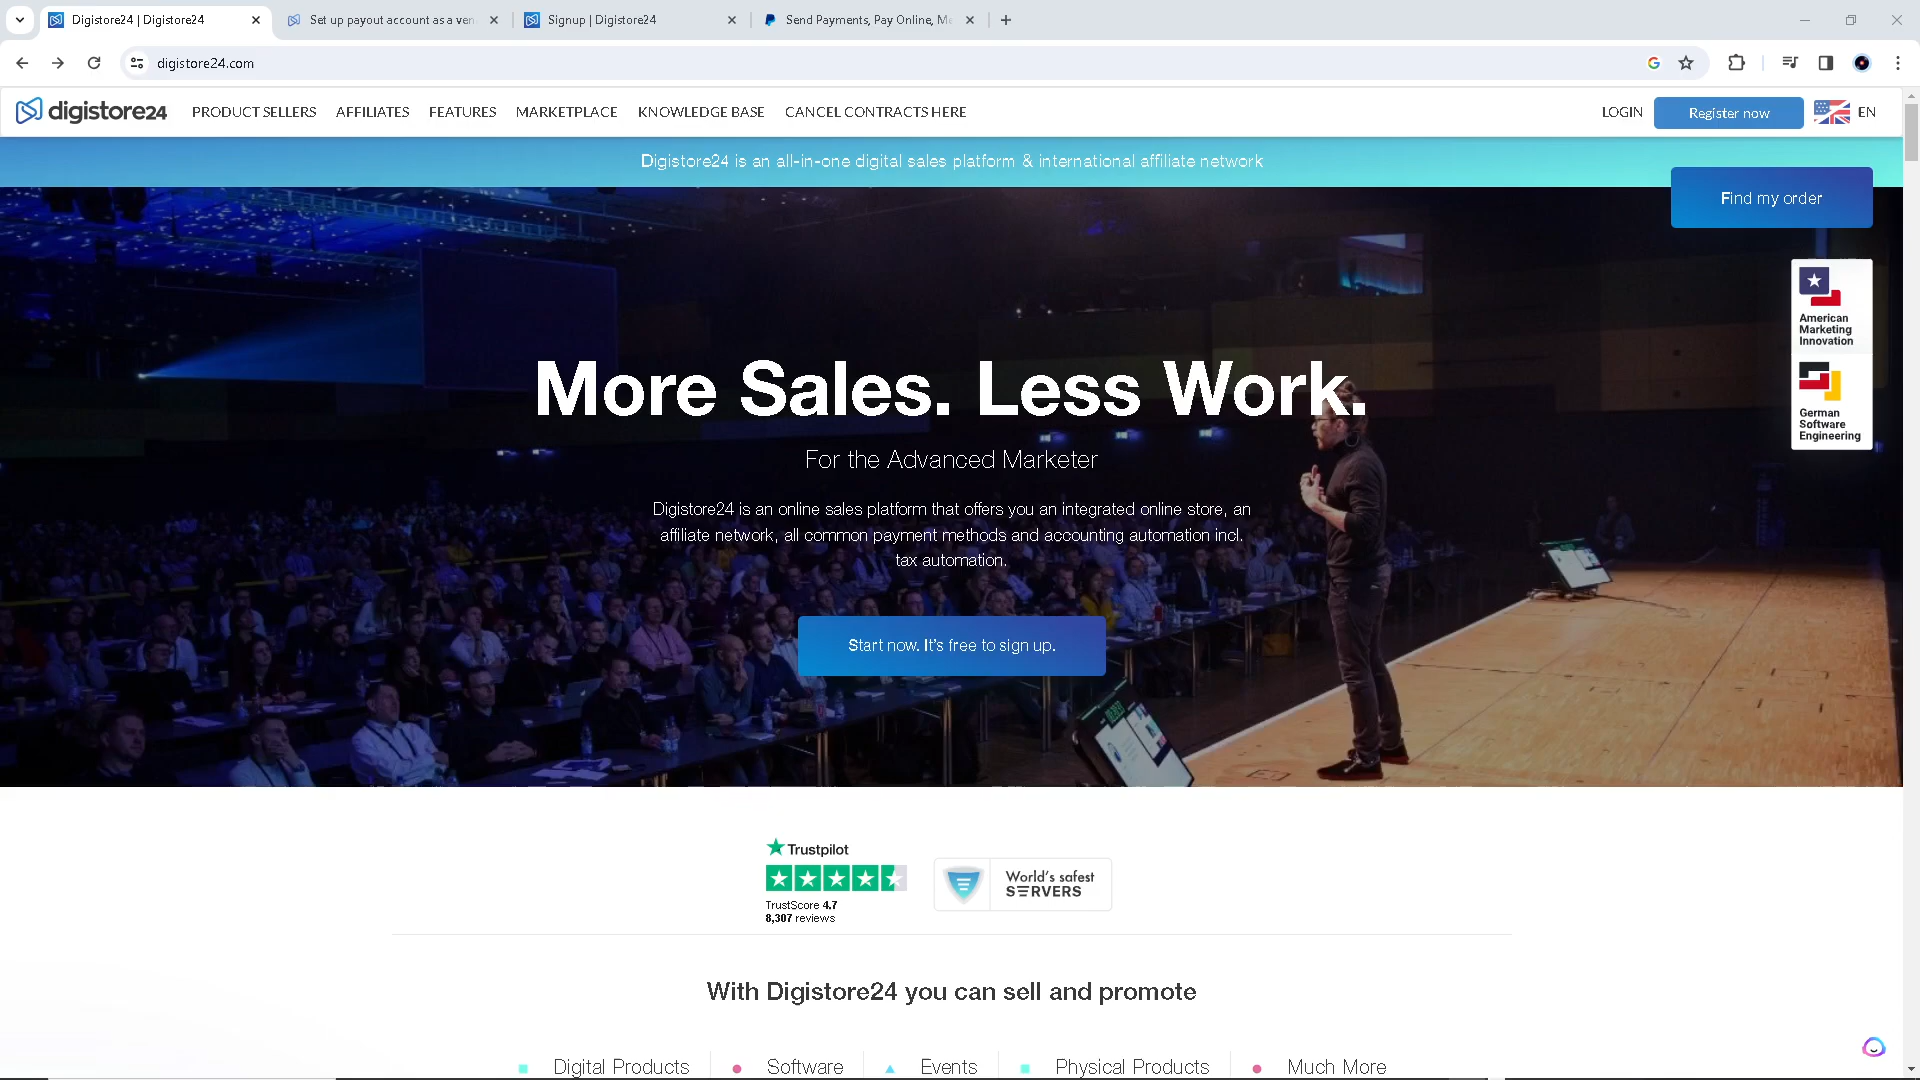 Digistore24 | Digistore24
Set up payout account as a ven
Signup | Digistore24
Send Payments, Pay Online, Me
digistore24.com
digistore24
PRODUCT SELLERS
AFFILIATES
FEATURES
MARKETPLACE
KNOWLEDGE BASE
CANCEL CONTRACTS HERE
LOGIN
Register now
EN
Digistore24 is an all-in-one digital sales platform & international affiliate network
Find my order
American
Marketing
Innovation
German
Software
Engineering
More Sales. Less Work.
For the Advanced Marketer
Digistore24 is an online sales platform that offers you an integrated online store, an
affiliate network, all common payment methods and accounting automation incl.
tax automation.
Start now. It's free to sign up.
Trustpilot
TrustScore 4.7
8,307 reviews
World's safest
SERVERS
With Digistore24 you can sell and promote
Digital Products
Software
Events
Physical Products
Much More